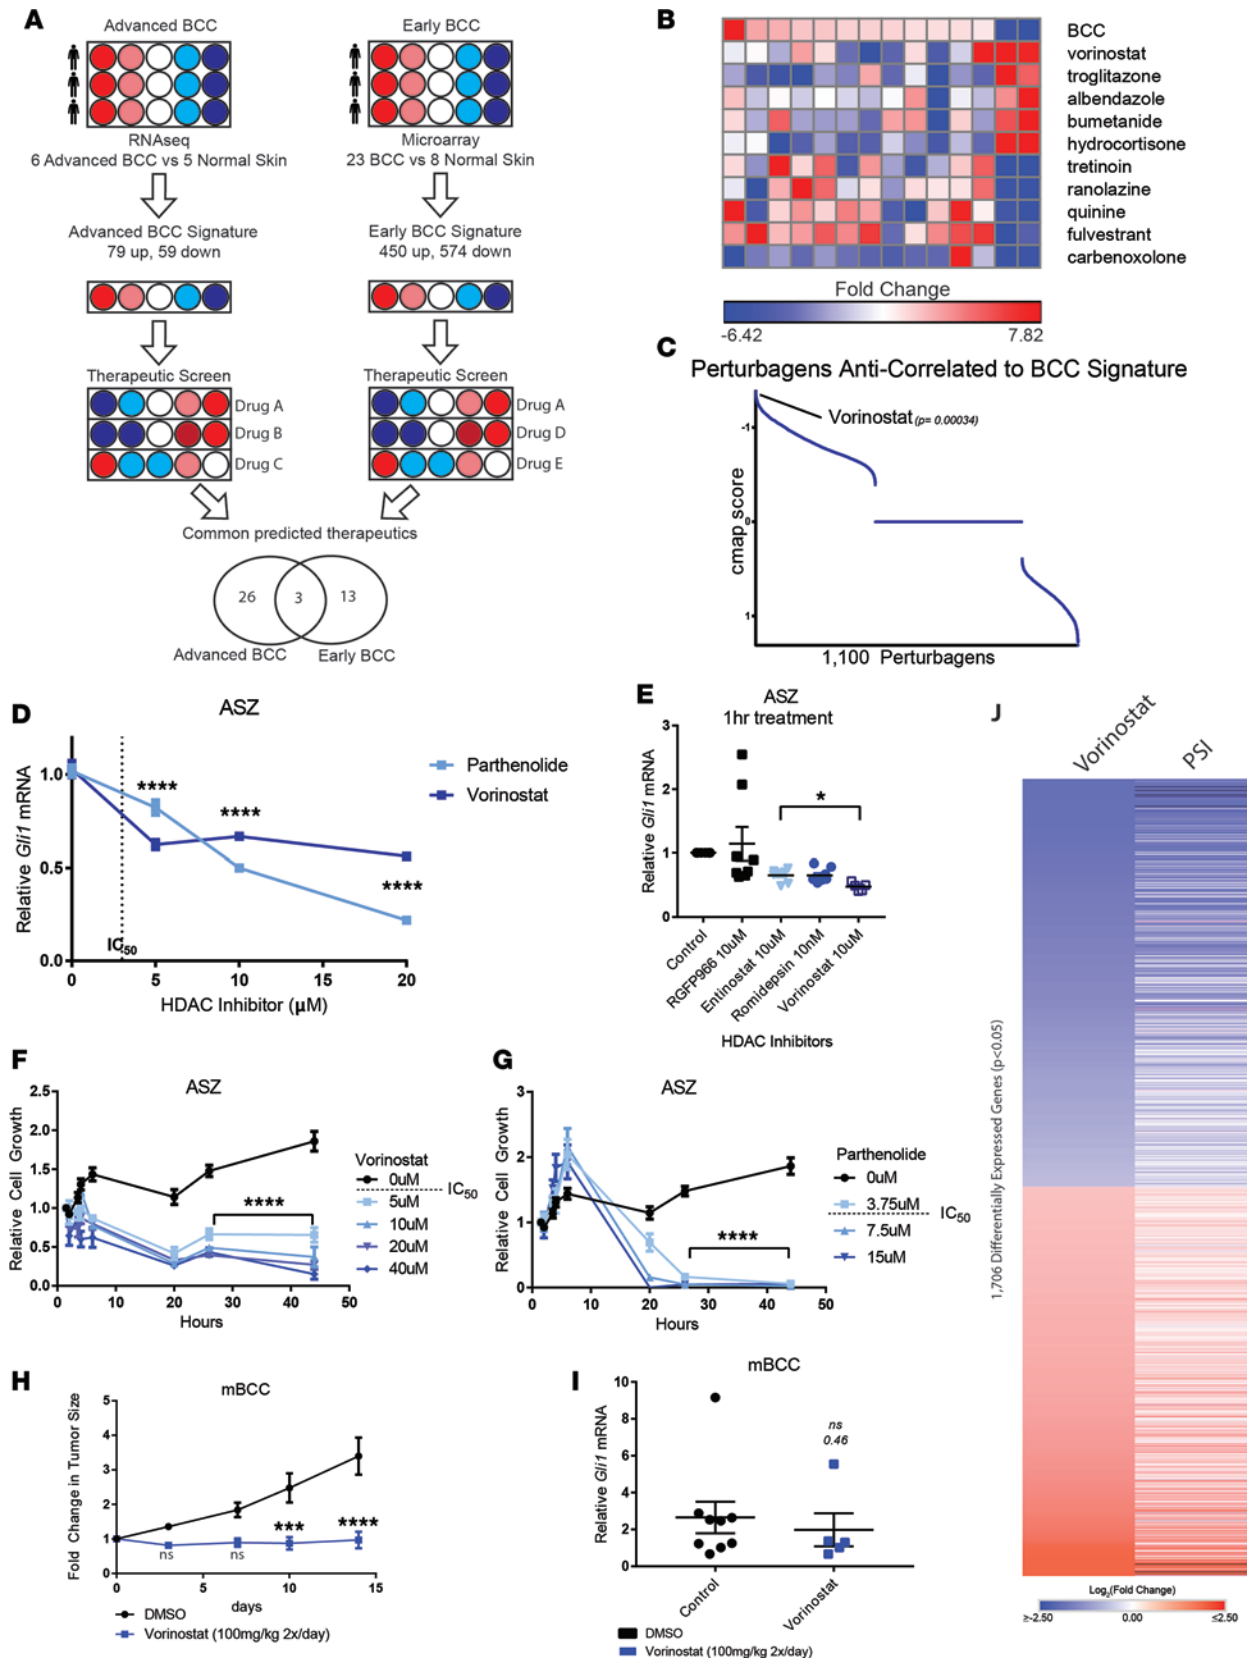 A
Advanced BCC
Early BCC
RNAseq
6 Advanced BCC vs 5 Normal Skin
Microarray
23 BCC vs 8 Normal Skin
Advanced BCC Signature
79 up, 59 down
Early BCC Signature
450 up, 574 down
Therapeutic Screen
Therapeutic Screen
Drug A
Drug B
Drug C
Drug A
Drug D
Drug E
Common predicted therapeutics
26
3
13
Advanced BCC
Early BCC
B
BCC
vorinostat
troglitazone
albendazole
bumetanide
hydrocortisone
tretinoin
ranolazine
quinine
fulvestrant
carbenoxolone
Fold Change
-6.42
7.82
C
Perturbagens Anti-Correlated to BCC Signature
Vorinostat (p= 0.00034)
cmap score
-1
0
1
1,100 Perturbagens
D
ASZ
Relative Gli1 mRNA
1.0
0.5
0.0
****
****
****
IC50
0
5
10
15
20
HDAC Inhibitor (μM)
Parthenolide
Vorinostat
E
ASZ
1hr treatment
Relative Gli1 mRNA
3
2
1
0
*
Control
RGFP966 10uM
Entinostat 10uM
Romidepsin 10nM
Vorinostat 10uM
HDAC Inhibitors
F
ASZ
Relative Cell Growth
2.5
2.0
1.5
1.0
0.5
0.0
****
0
10
20
30
40
50
Hours
Vorinostat
0uM
IC50
5uM
10uM
20uM
40uM
G
ASZ
Relative Cell Growth
3
2
1
0
****
0
10
20
30
40
50
Hours
Parthenolide
0uM
3.75uM
IC50
7.5uM
15uM
H
mBCC
Fold Change in Tumor Size
5
4
3
2
1
0
ns
ns
***
****
0
5
10
15
days
DMSO
Vorinostat (100mg/kg 2x/day)
I
mBCC
Relative Gli1 mRNA
10
8
6
4
2
0
ns
0.46
Control
Vorinostat
DMSO
Vorinostat (100mg/kg 2x/day)
J
Vorinostat
PSI
1,706 Differentially Expressed Genes (p<0.05)
Log2(Fold Change)
≥-2.50
0.00
≤2.50